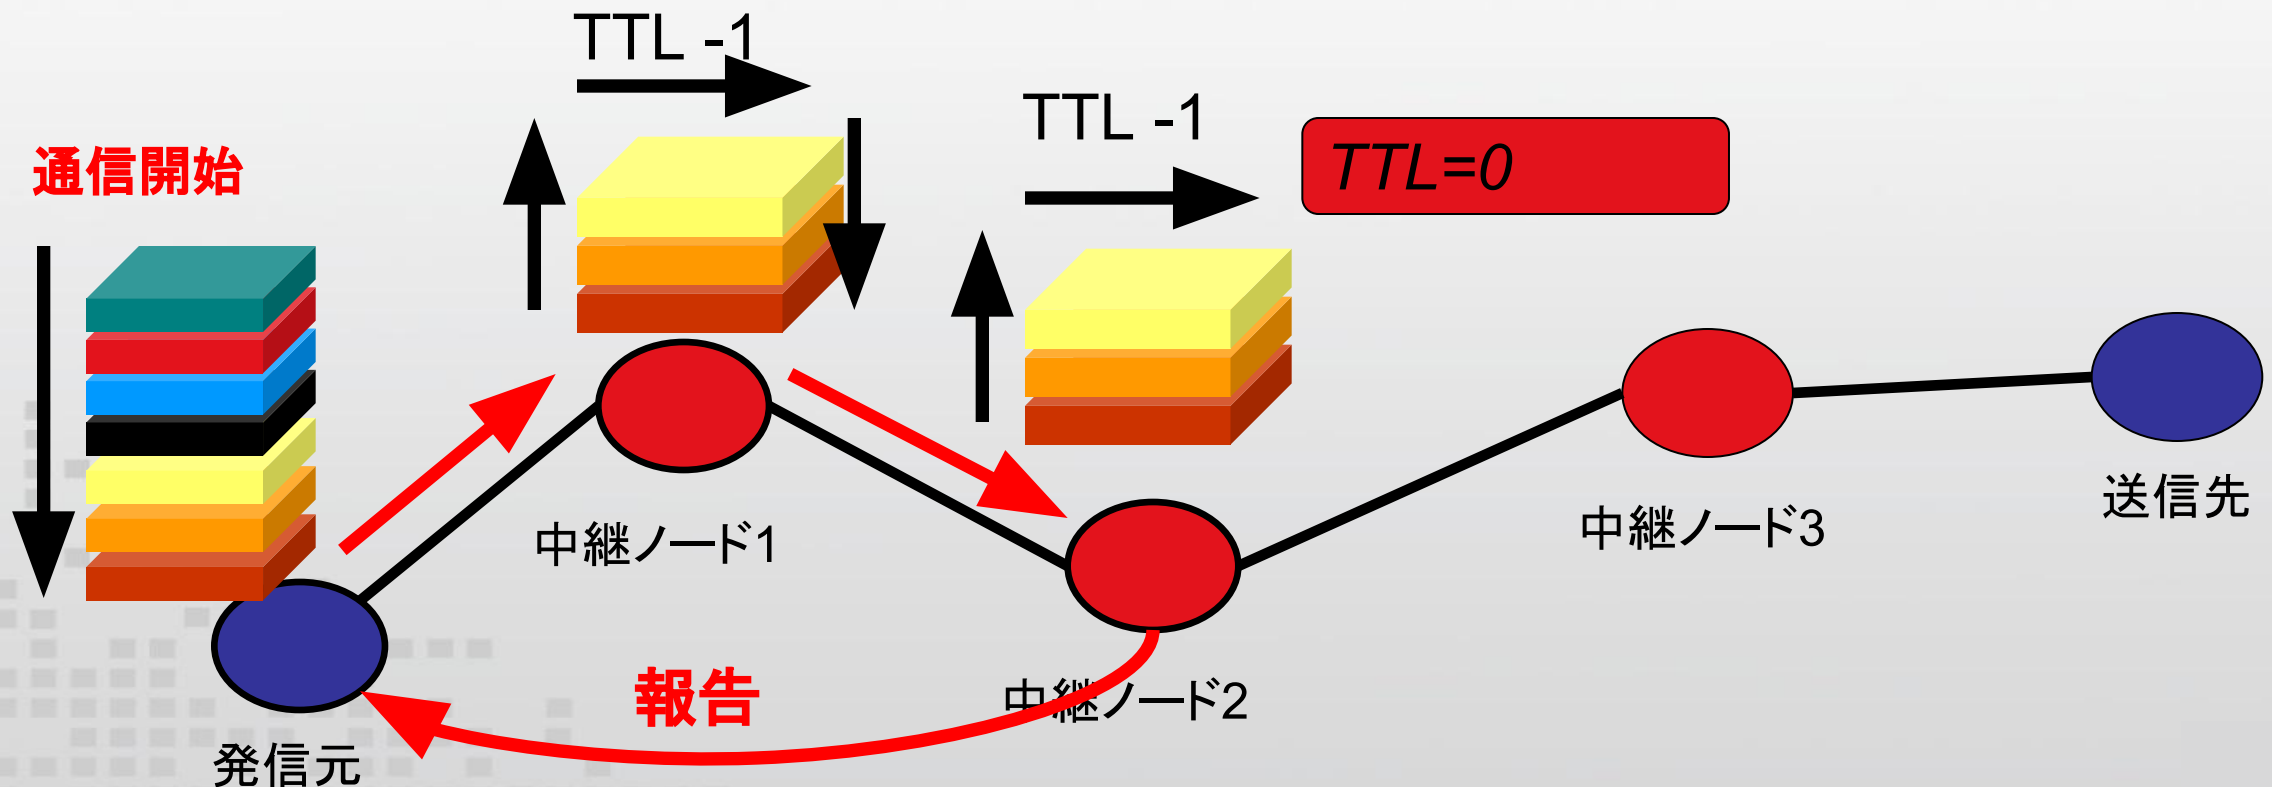 TTL -1
TTL -1
TTL=0
通信開始
中継ノード1
中継ノード3
送信先
報告
中継ノード2
発信元